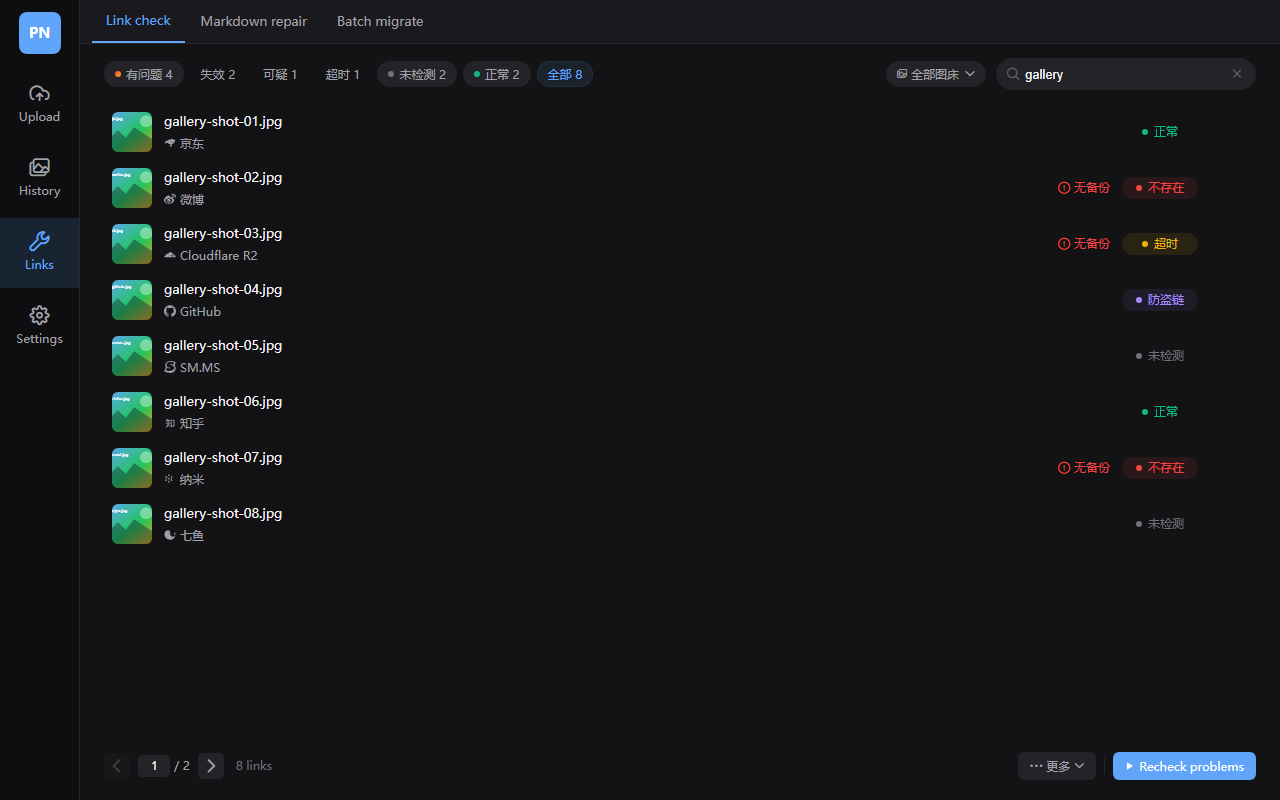 PN
Upload
History
Links
Settings
Link check
Markdown repair
Batch migrate
有问题 4
失效 2
可疑 1
超时 1
未检测 2
正常 2
全部 8
全部图床
gallery
gallery-shot-01.jpg
京东
正常
gallery-shot-02.jpg
微博
无备份
不存在
gallery-shot-03.jpg
Cloudflare R2
无备份
超时
gallery-shot-04.jpg
GitHub
防盗链
gallery-shot-05.jpg
SM.MS
未检测
gallery-shot-06.jpg
知 知乎
正常
gallery-shot-07.jpg
纳米
无备份
不存在
gallery-shot-08.jpg
七鱼
未检测
1 / 2
8 links
更多
Recheck problems